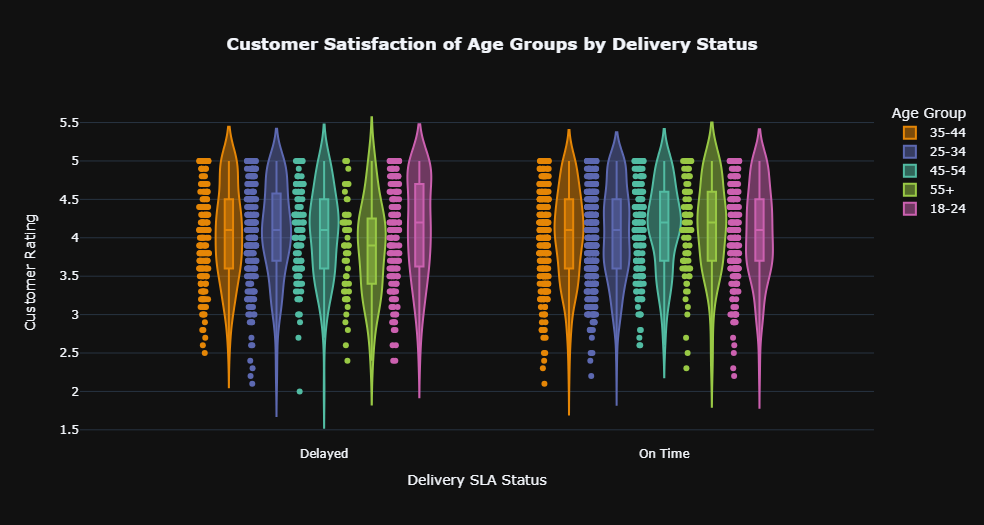 Customer Satisfaction of Age Groups by Delivery Status
Age Group
35-44
25-34
45-54
55+
18-24
Customer Rating
5.5
5
4.5
4
3.5
3
2.5
2
1.5
Delayed
On Time
Delivery SLA Status